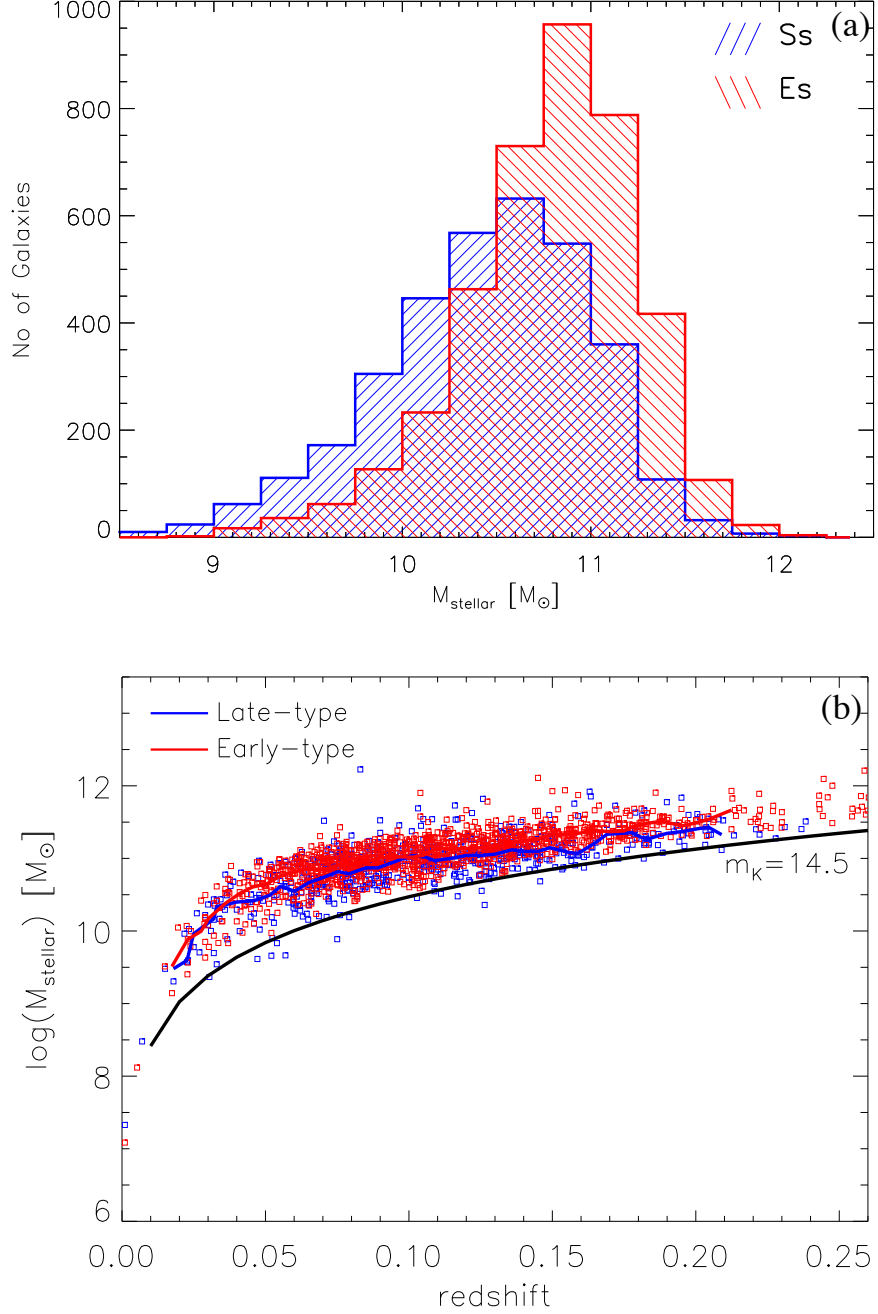 1000
(a)
Ss
Es
800
600
400
200
0
No of Galaxies
9 10 11 12
M_stellar [M_⊙]
(b)
Late-type
Early-type
12
10
8
6
log(M_stellar) [M_⊙]
m_K=14.5
0.00 0.05 0.10 0.15 0.20 0.25
redshift